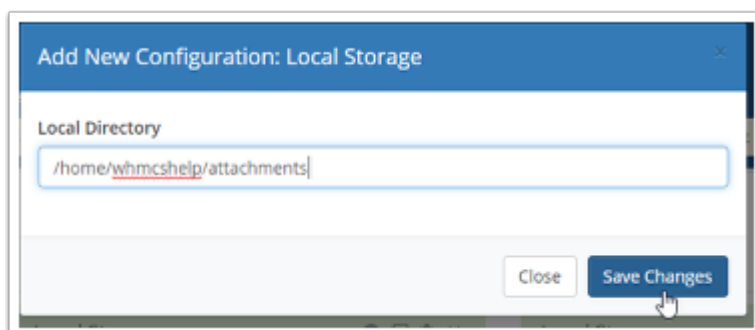 Add New Configuration: Local Storage
Local Directory
/home/whmcshelp/attachments
Close
Save Changes